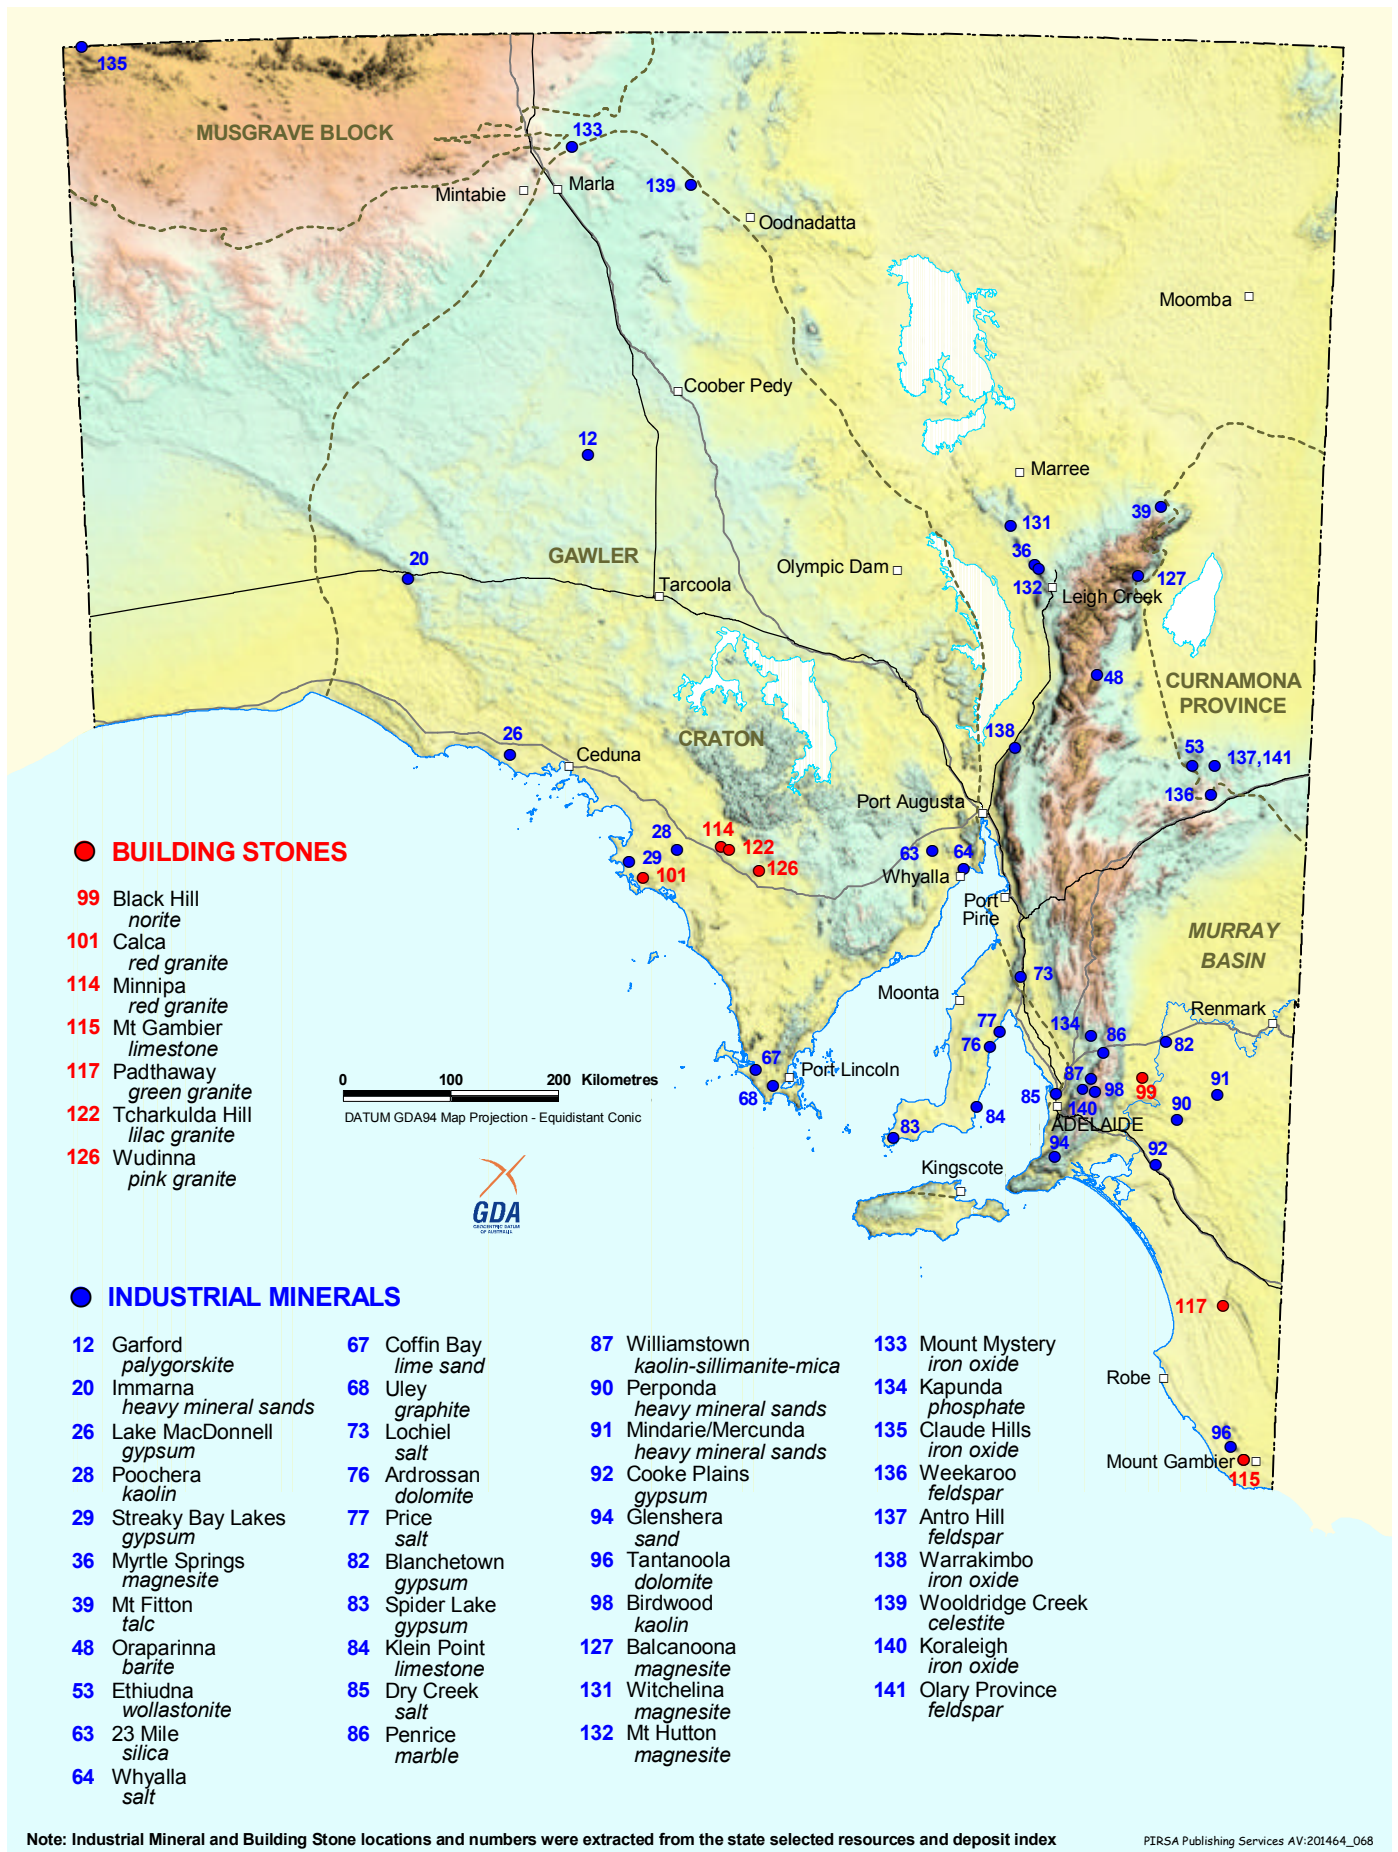 135
MUSGRAVE BLOCK
133
Mintabie
Marla
139
Oodnadatta
Moomba
Coober Pedy
12
Marree
39
131
GAWLER
20
36
Olympic Dam
127
Tarcoola
132
Leigh Creek
48
CURNAMONA
PROVINCE
26
CRATON
138
Ceduna
53
137,141
Port Augusta
136
114
28
122
BUILDING STONES
29
63
64
101
126
Whyalla
99 Black Hill
norite
Port
Pirie
101 Calca
red granite
MURRAY
BASIN
114 Minnipa
red granite
73
Moonta
Renmark
115 Mt Gambier
limestone
77
134
86
76
82
117 Padthaway
green granite
67
Port Lincoln
0 100 200 Kilometres
87
98
99
91
68
85
122 Tcharkulda Hill
lilac granite
DATUM GDA94 Map Projection - Equidistant Conic
84
140
90
ADELAIDE
83
126 Wudinna
pink granite
94
92
Kingscote
GDA
GEOCENTRIC DATUM
OF AUSTRALIA
INDUSTRIAL MINERALS
117
Robe
96
Mount Gambier
115
12 Garford
palygorskite
20 Immarna
heavy mineral sands
26 Lake MacDonnell
gypsum
28 Poochera
kaolin
29 Streaky Bay Lakes
gypsum
36 Myrtle Springs
magnesite
39 Mt Fitton
talc
48 Oraparinna
barite
53 Ethiudna
wollastonite
63 23 Mile
silica
64 Whyalla
salt
67 Coffin Bay
lime sand
68 Uley
graphite
73 Lochiel
salt
76 Ardrossan
dolomite
77 Price
salt
82 Blanchetown
gypsum
83 Spider Lake
gypsum
84 Klein Point
limestone
85 Dry Creek
salt
86 Penrice
marble
87 Williamstown
kaolin-sillimanite-mica
90 Perponda
heavy mineral sands
91 Mindarie/Mercunda
heavy mineral sands
92 Cooke Plains
gypsum
94 Glenshera
sand
96 Tantanoola
dolomite
98 Birdwood
kaolin
127 Balcanoona
magnesite
131 Witchelina
magnesite
132 Mt Hutton
magnesite
133 Mount Mystery
iron oxide
134 Kapunda
phosphate
135 Claude Hills
iron oxide
136 Weekaroo
feldspar
137 Antro Hill
feldspar
138 Warrakimbo
iron oxide
139 Wooldridge Creek
celestite
140 Koraleigh
iron oxide
141 Olary Province
feldspar
Note: Industrial Mineral and Building Stone locations and numbers were extracted from the state selected resources and deposit index
PIRSA Publishing Services AV:201464_068